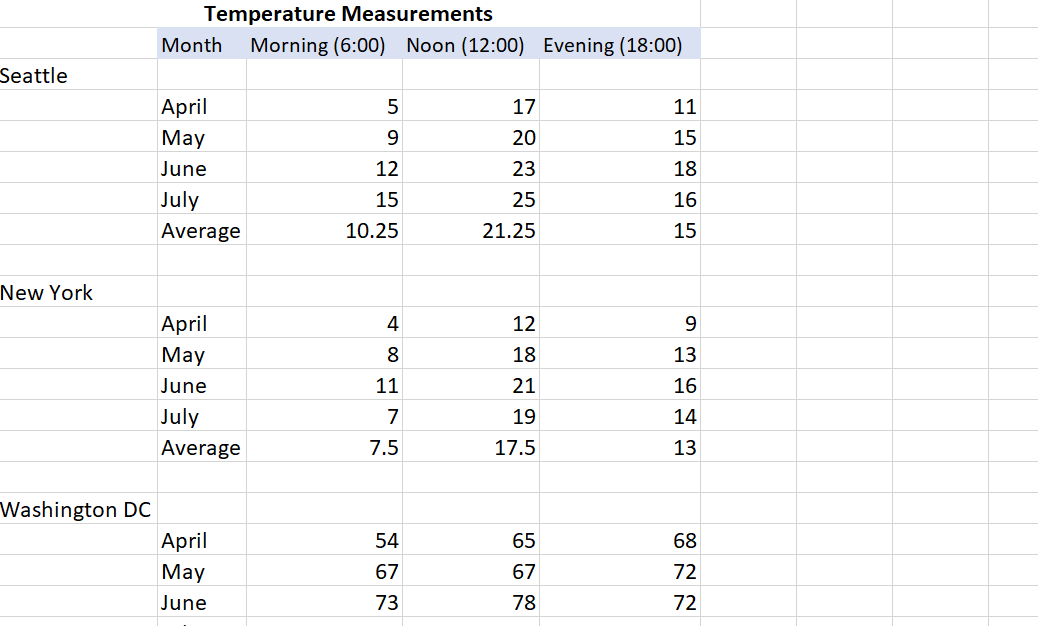 Temperature Measurements
Month Morning (6:00) Noon (12:00) Evening (18:00)
Seattle
April 5 17 11
May 9 20 15
June 12 23 18
July 15 25 16
Average 10.25 21.25 15
New York
April 4 12 9
May 8 18 13
June 11 21 16
July 7 19 14
Average 7.5 17.5 13
Washington DC
April 54 65 68
May 67 67 72
June 73 78 72